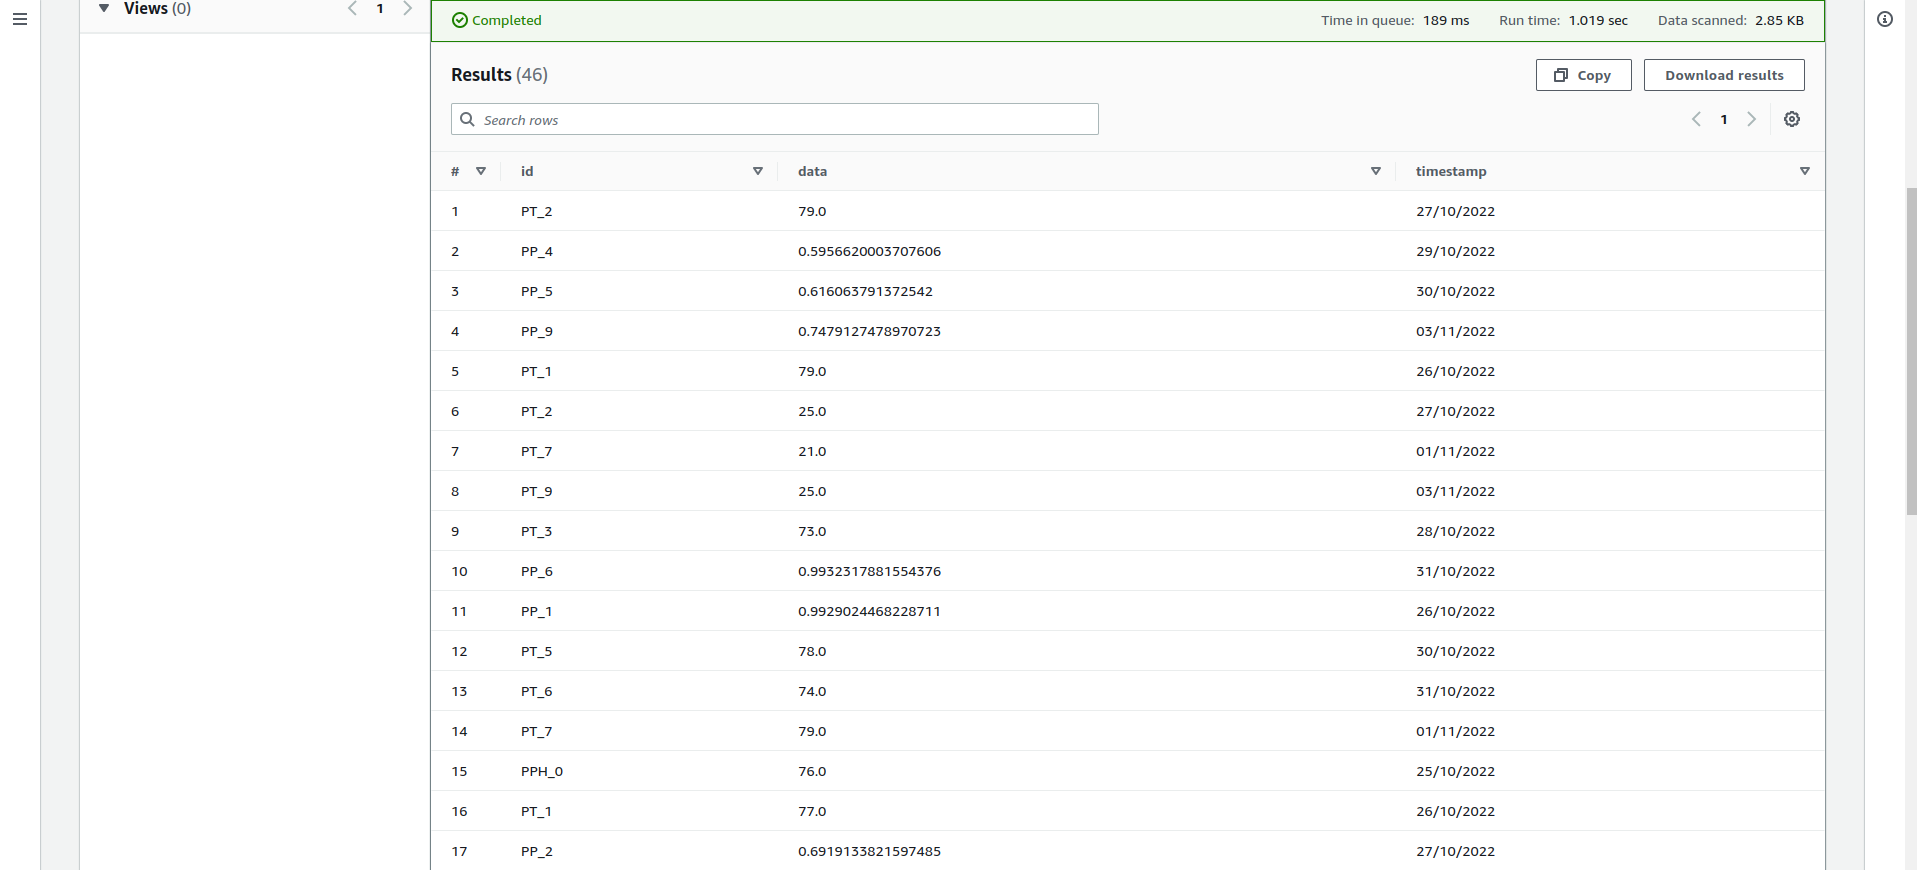 Views (0) 1
Completed Time in queue: 189 ms Run time: 1.019 sec Data scanned: 2.85 KB
Results (46) Copy Download results
Search rows 1
# id data timestamp
1 PT_2 79.0 27/10/2022
2 PP_4 0.5956620003707606 29/10/2022
3 PP_5 0.616063791372542 30/10/2022
4 PP_9 0.7479127478970723 03/11/2022
5 PT_1 79.0 26/10/2022
6 PT_2 25.0 27/10/2022
7 PT_7 21.0 01/11/2022
8 PT_9 25.0 03/11/2022
9 PT_3 73.0 28/10/2022
10 PP_6 0.9932317881554376 31/10/2022
11 PP_1 0.9929024468228711 26/10/2022
12 PT_5 78.0 30/10/2022
13 PT_6 74.0 31/10/2022
14 PT_7 79.0 01/11/2022
15 PPH_0 76.0 25/10/2022
16 PT_1 77.0 26/10/2022
17 PP_2 0.6919133821597485 27/10/2022